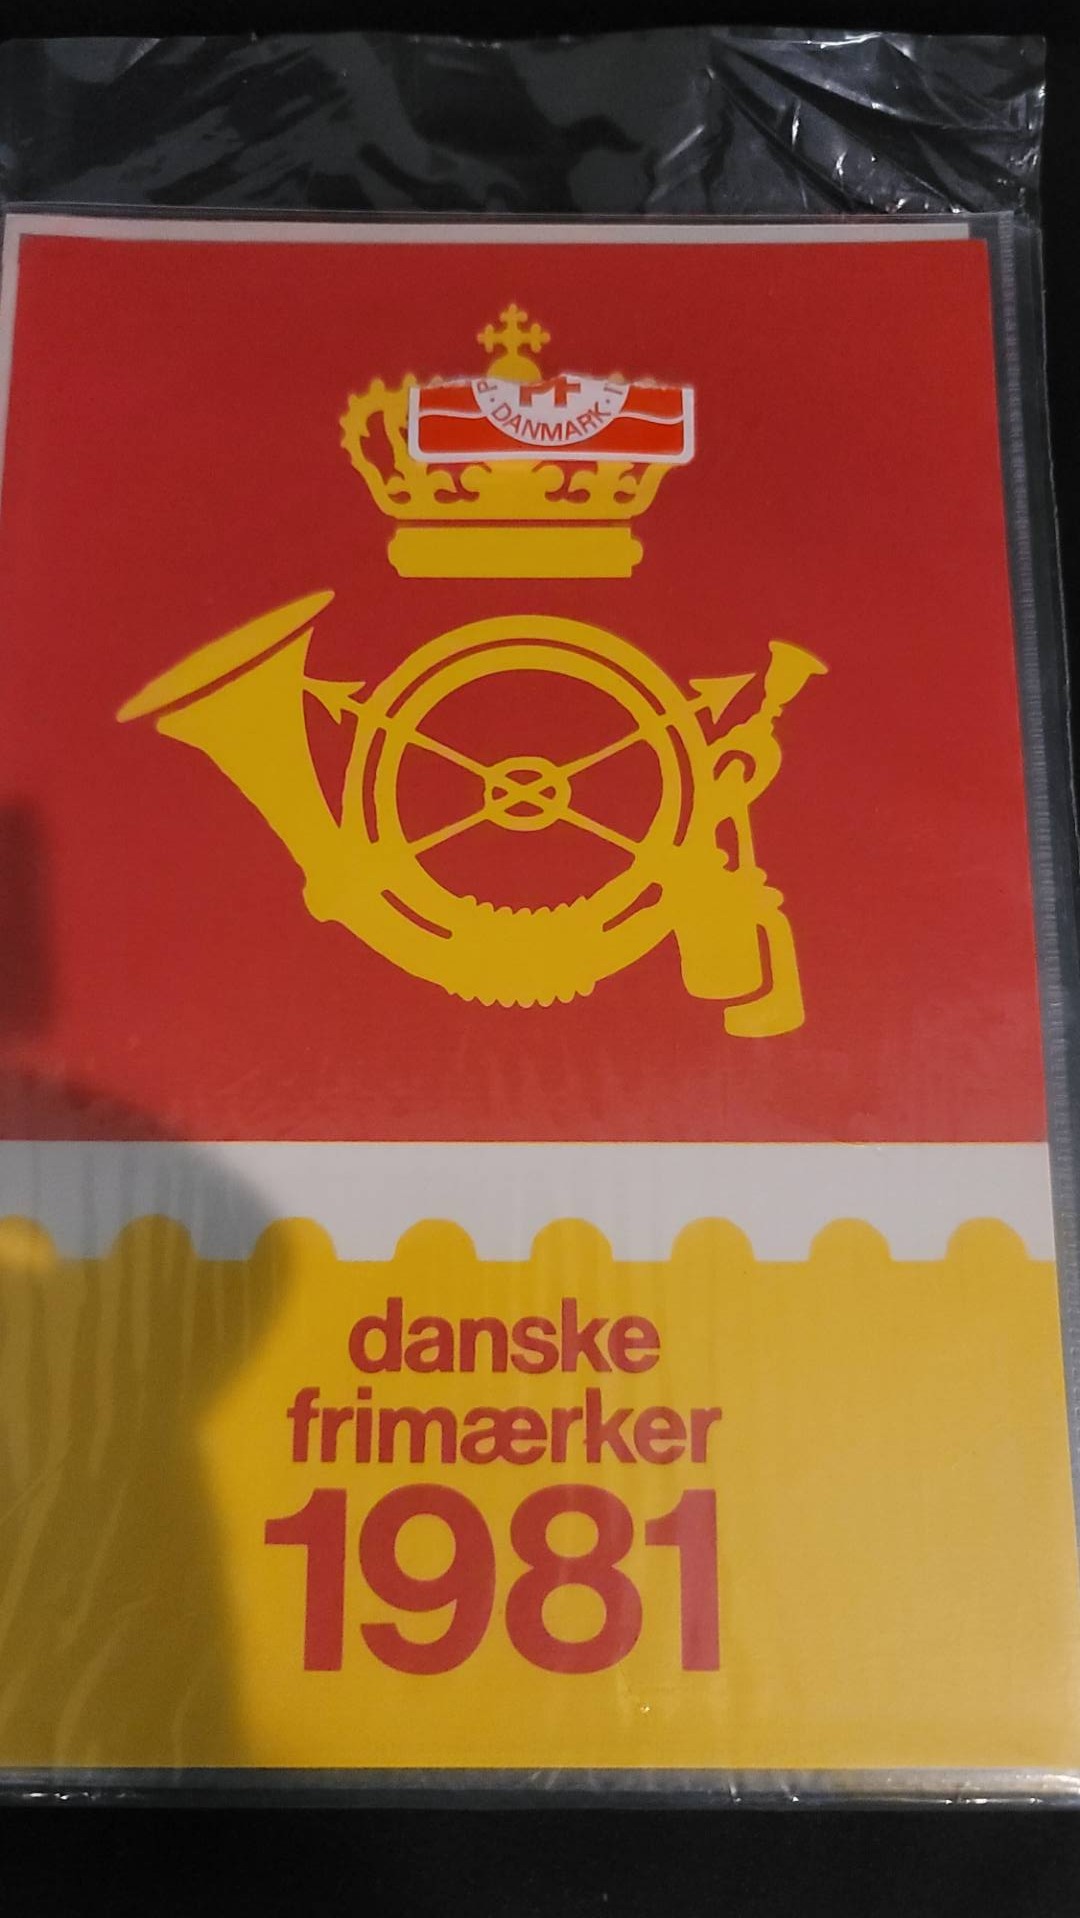 PF
DANMARK
danske
frimærker
1981